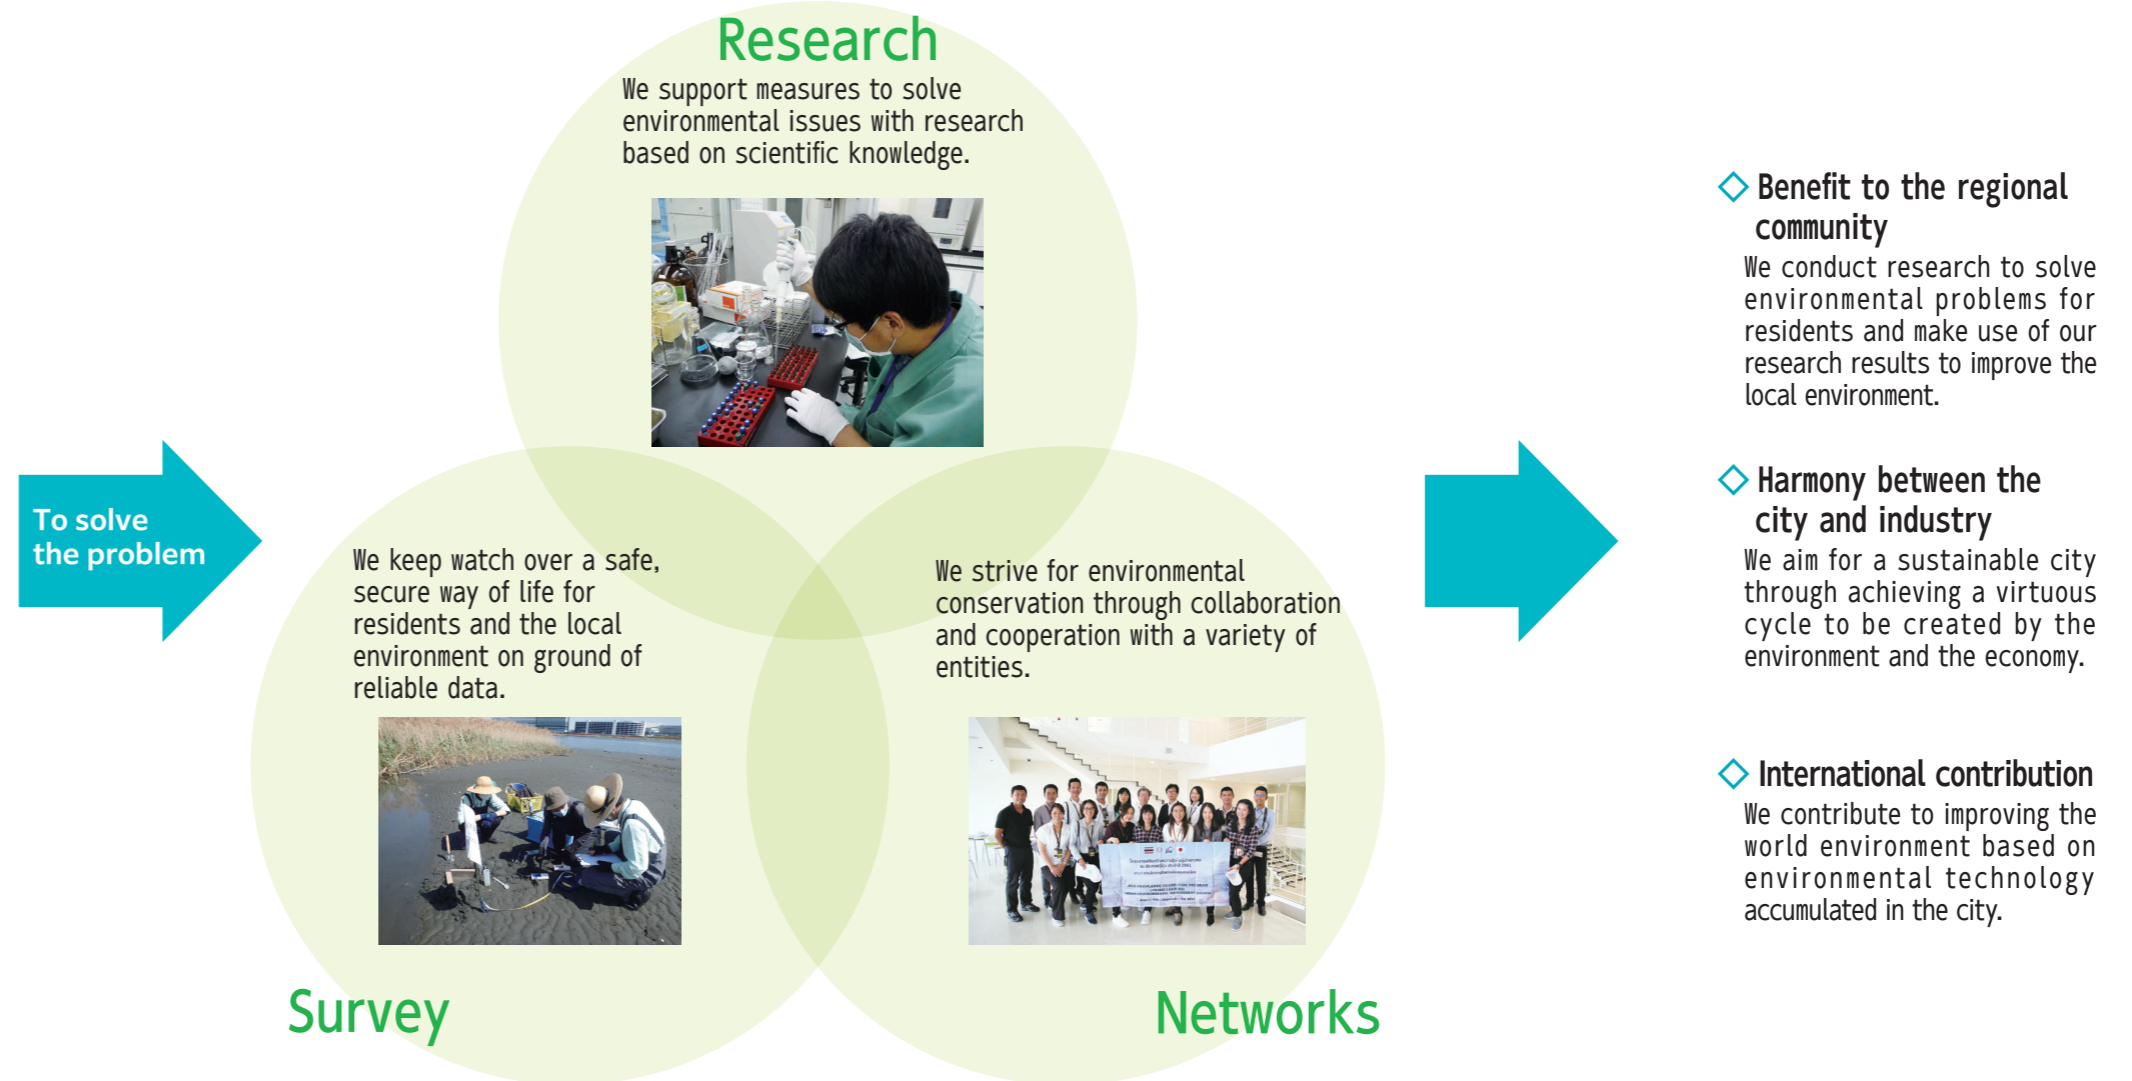 Research
We support measures to solve
environmental issues with research
based on scientific knowledge.
To solve
the problem
We keep watch over a safe,
secure way of life for
residents and the local
environment on ground of
reliable data.
Survey
We strive for environmental
conservation through collaboration
and cooperation with a variety of
entities.
Networks
◇ Benefit to the regional
community
We conduct research to solve
environmental problems for
residents and make use of our
research results to improve the
local environment.
◇ Harmony between the
city and industry
We aim for a sustainable city
through achieving a virtuous
cycle to be created by the
environment and the economy.
◇ International contribution
We contribute to improving the
world environment based on
environmental technology
accumulated in the city.